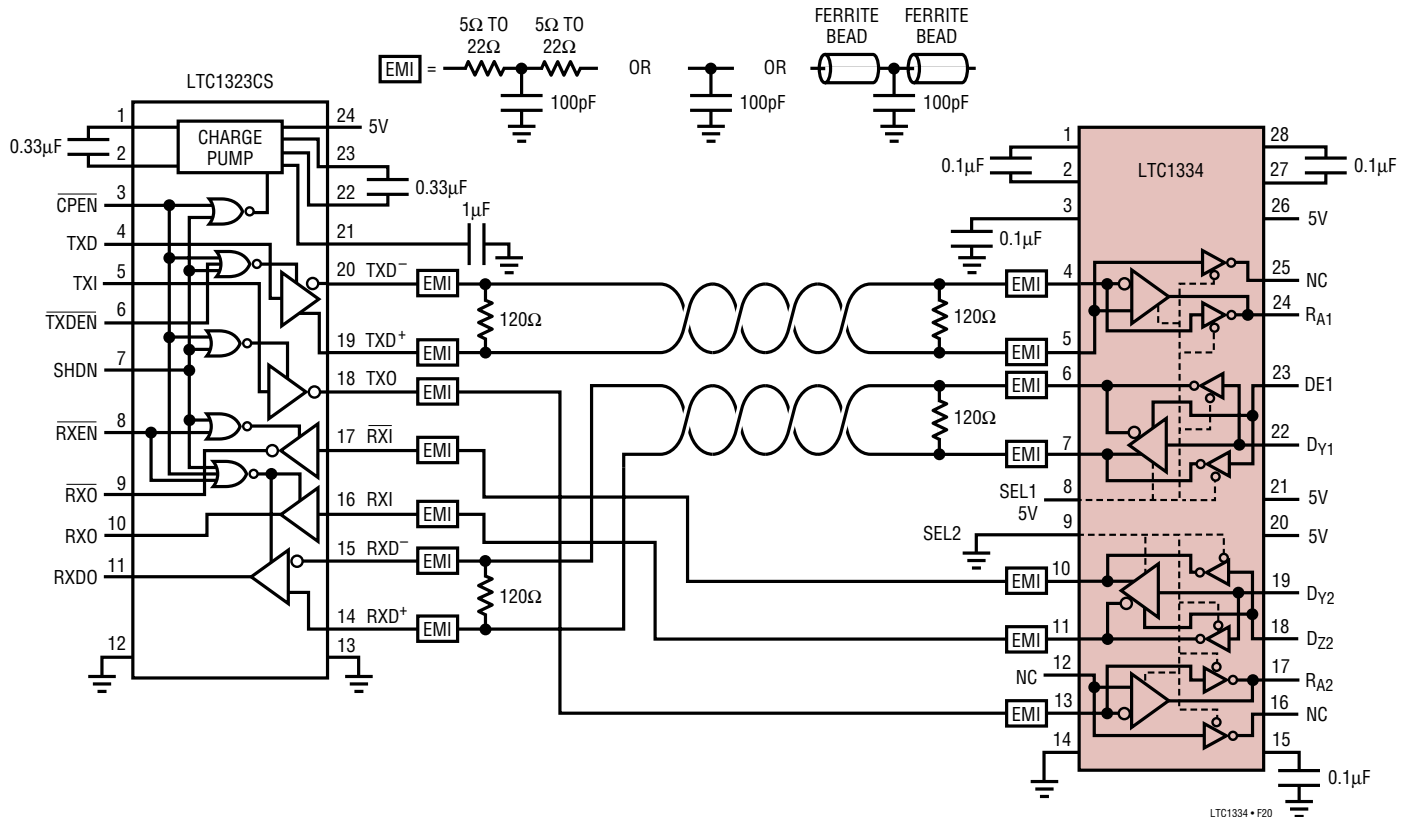 5Ω TO
22Ω
5Ω TO
22Ω
FERRITE
BEAD
FERRITE
BEAD
EMI
=
OR
OR
100pF
100pF
100pF
LTC1323CS
1
2
0.33µF
CHARGE
PUMP
24
5V
23
22
0.33µF
21
1µF
3
CPEN
4
TXD
5
TXI
6
TXDEN
7
SHDN
8
RXEN
9
RXO
10
RXO
11
RXDO
12
13
20
TXD–
EMI
19
TXD+
EMI
18
TXO
EMI
17
RXI
EMI
16
RXI
EMI
15
RXD–
EMI
14
RXD+
EMI
120Ω
120Ω
120Ω
120Ω
LTC1334
1
2
0.1µF
3
0.1µF
EMI
4
EMI
5
EMI
6
EMI
7
8
SEL1
5V
9
SEL2
EMI
10
EMI
11
12
NC
EMI
13
14
28
27
0.1µF
26
5V
25
NC
24
RA1
23
DE1
22
DY1
21
5V
20
5V
19
DY2
18
DZ2
17
RA2
16
NC
15
0.1µF
LTC1334 • F20